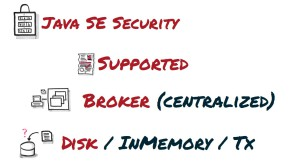 Java SE Security
Supported
Broker (centralized)
Disk / InMemory / Tx